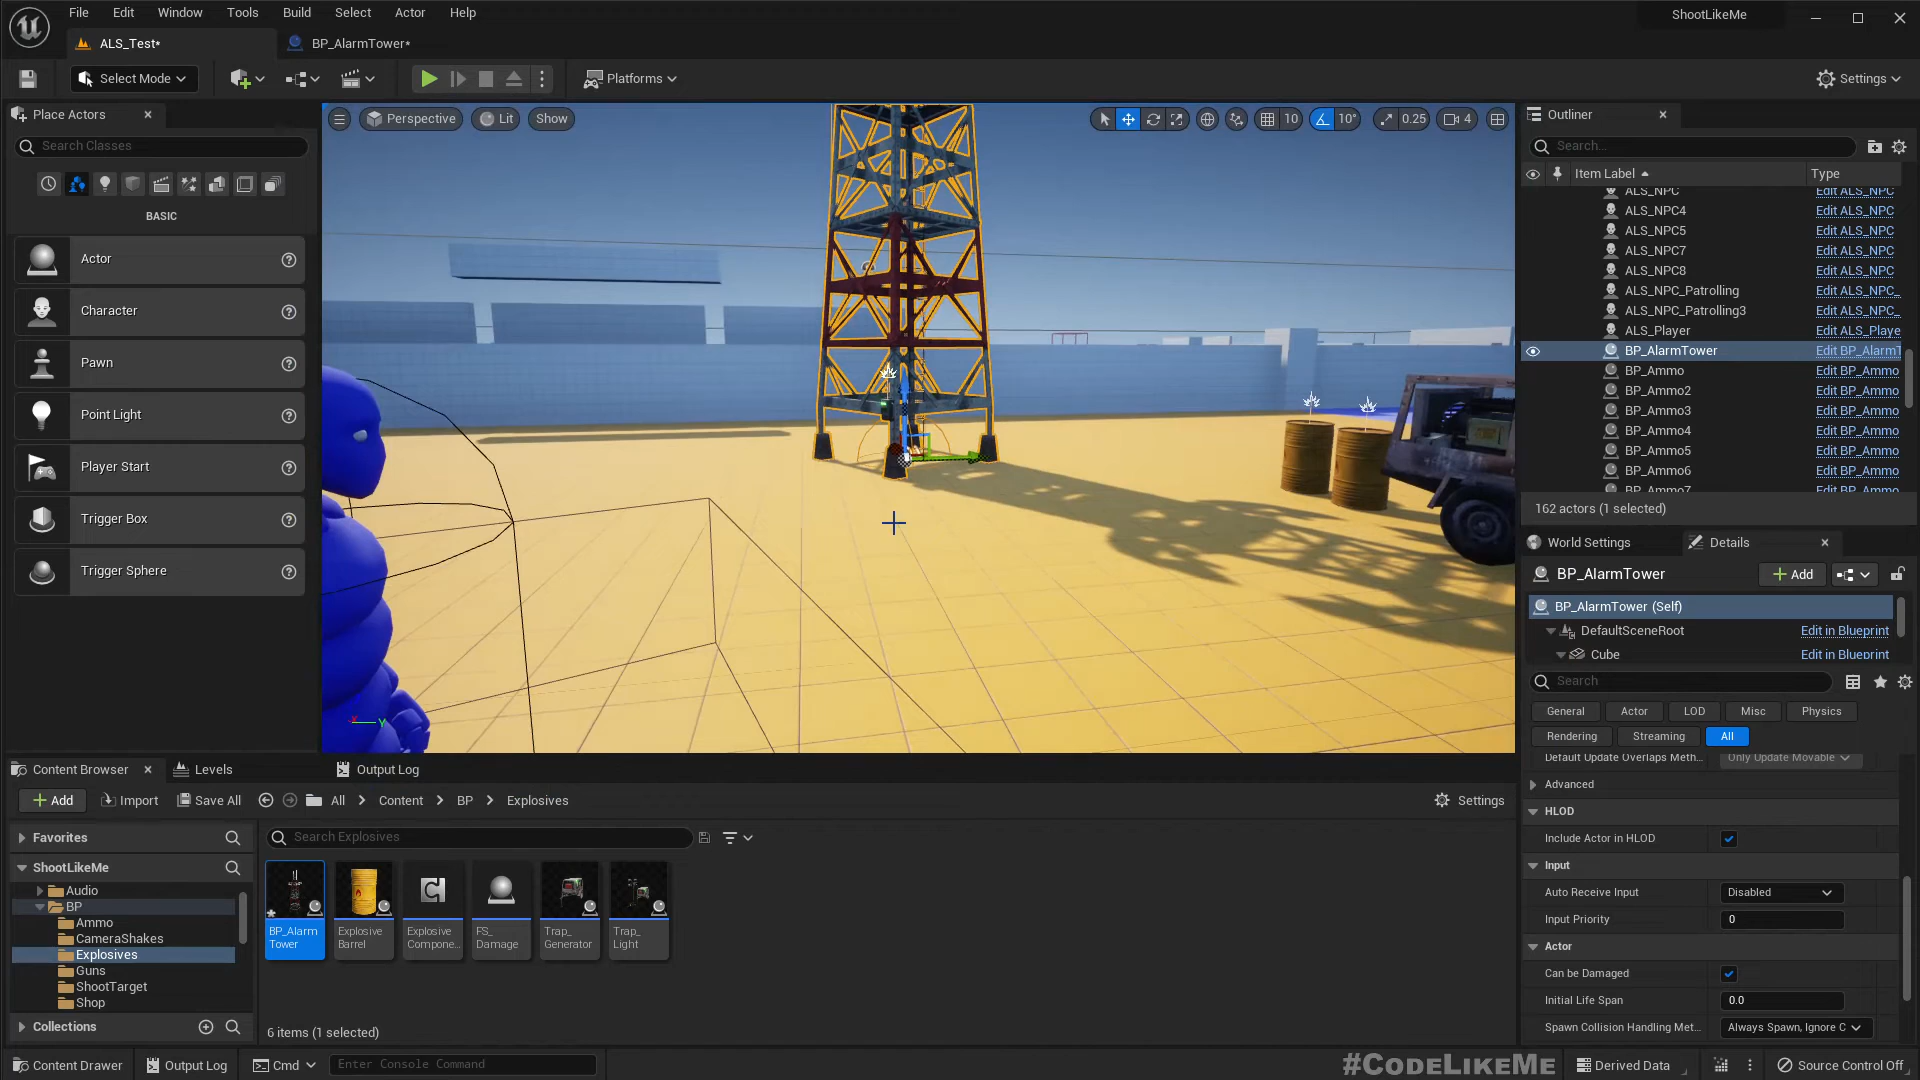 File Edit Window Tools Build Select Actor Help
ShootLikeMe
ALS_Test*
BP_AlarmTower*
Select Mode
Platforms
Settings
Place Actors
Search Classes
BASIC
Actor
Character
Pawn
Point Light
Player Start
Trigger Box
Trigger Sphere
Perspective Lit Show
10 10° 0.25 4
Outliner
Search...
Item Label Type
ALS_NPC Edit ALS_NPC
ALS_NPC4 Edit ALS_NPC
ALS_NPC5 Edit ALS_NPC
ALS_NPC7 Edit ALS_NPC
ALS_NPC8 Edit ALS_NPC
ALS_NPC_Patrolling Edit ALS_NPC_
ALS_NPC_Patrolling3 Edit ALS_NPC_
ALS_Player Edit ALS_Playe
BP_AlarmTower Edit BP_AlarmT
BP_Ammo Edit BP_Ammo
BP_Ammo2 Edit BP_Ammo
BP_Ammo3 Edit BP_Ammo
BP_Ammo4 Edit BP_Ammo
BP_Ammo5 Edit BP_Ammo
BP_Ammo6 Edit BP_Ammo
BP_Ammo7 Edit BP_Ammo
162 actors (1 selected)
World Settings Details
BP_AlarmTower Add
BP_AlarmTower (Self)
DefaultSceneRoot Edit in Blueprint
Cube Edit in Blueprint
Search
General Actor LOD Misc Physics
Rendering Streaming All
Default Update Overlaps Meth... Only Update Movable
Advanced
HLOD
Include Actor in HLOD
Input
Auto Receive Input Disabled
Input Priority 0
Actor
Can be Damaged
Initial Life Span 0.0
Spawn Collision Handling Met... Always Spawn, Ignore C
X Y
Content Browser Levels Output Log
Add Import Save All All Content BP Explosives Settings
Favorites
Search Explosives
ShootLikeMe
Audio
BP
Ammo
CameraShakes
Explosives
Guns
ShootTarget
Shop
Collections
BP_Alarm
Tower
Explosive
Barrel
Explosive
Compone...
FS_
Damage
Trap_
Generator
Trap_
Light
6 items (1 selected)
Content Drawer Output Log Cmd Enter Console Command
#CODELIKEME
Derived Data Source Control Off